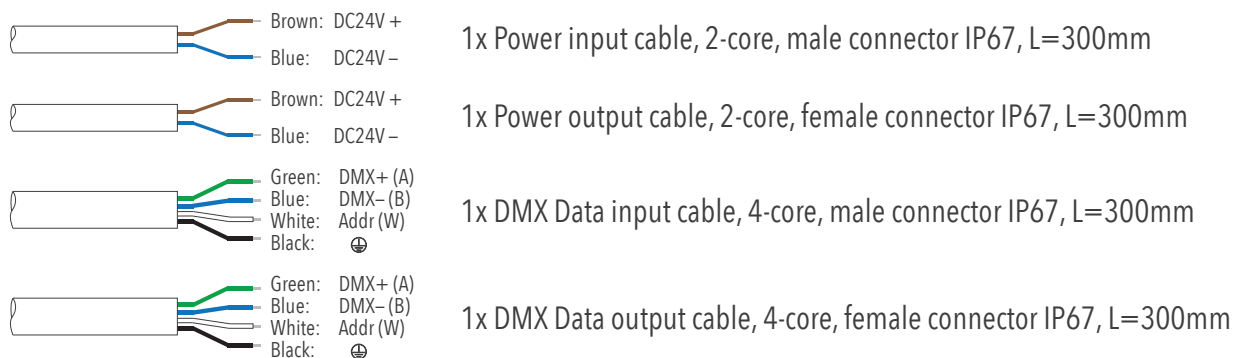 Brown: DC24V +
Blue: DC24V –
1x Power input cable, 2-core, male connector IP67, L=300mm
Brown: DC24V +
Blue: DC24V –
1x Power output cable, 2-core, female connector IP67, L=300mm
Green: DMX+ (A)
Blue: DMX– (B)
White: Addr (W)
Black:
1x DMX Data input cable, 4-core, male connector IP67, L=300mm
Green: DMX+ (A)
Blue: DMX– (B)
White: Addr (W)
Black:
1x DMX Data output cable, 4-core, female connector IP67, L=300mm